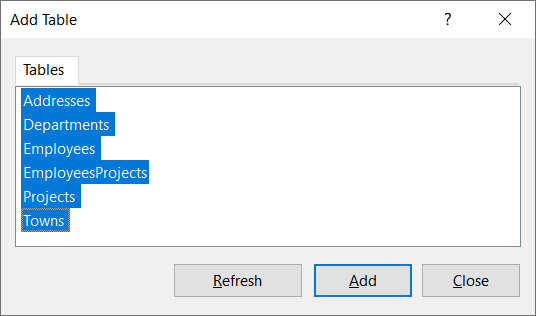 Add Table
?
Tables
Addresses
Departments
Employees
EmployeesProjects
Projects
Towns
Refresh Add Close